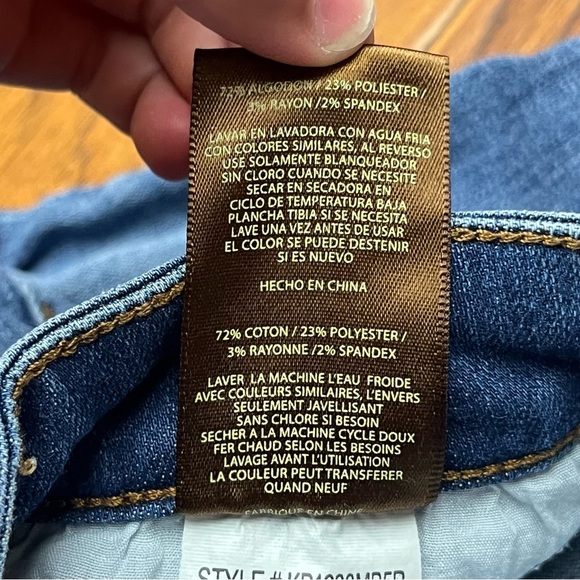 72% ALGODON / 23% POLIESTER /
3% RAYON /2% SPANDEX
LAVAR EN LAVADORA CON AGUA FRIA
CON COLORES SIMILARES, AL REVERSO
USE SOLAMENTE BLANQUEADOR
SIN CLORO CUANDO SE NECESITE
SECAR EN SECADORA EN
CICLO DE TEMPERATURA BAJA
PLANCHA TIBIA SI SE NECESITA
LAVE UNA VEZ ANTES DE USAR
EL COLOR SE PUEDE DESTENIR
SI ES NUEVO
HECHO EN CHINA
72% COTON / 23% POLYESTER /
3% RAYONNE /2% SPANDEX
LAVER LA MACHINE L'EAU FROIDE
AVEC COULEURS SIMILAIRES, L'ENVERS
SEULEMENT JAVELLISANT
SANS CHLORE SI BESOIN
SECHER A LA MACHINE CYCLE DOUX
FER CHAUD SELON LES BESOINS
LAVAGE AVANT L'UTILISATION
LA COULEUR PEUT TRANSFERER
QUAND NEUF
FABRIQUE EN CHINE
STYLE #